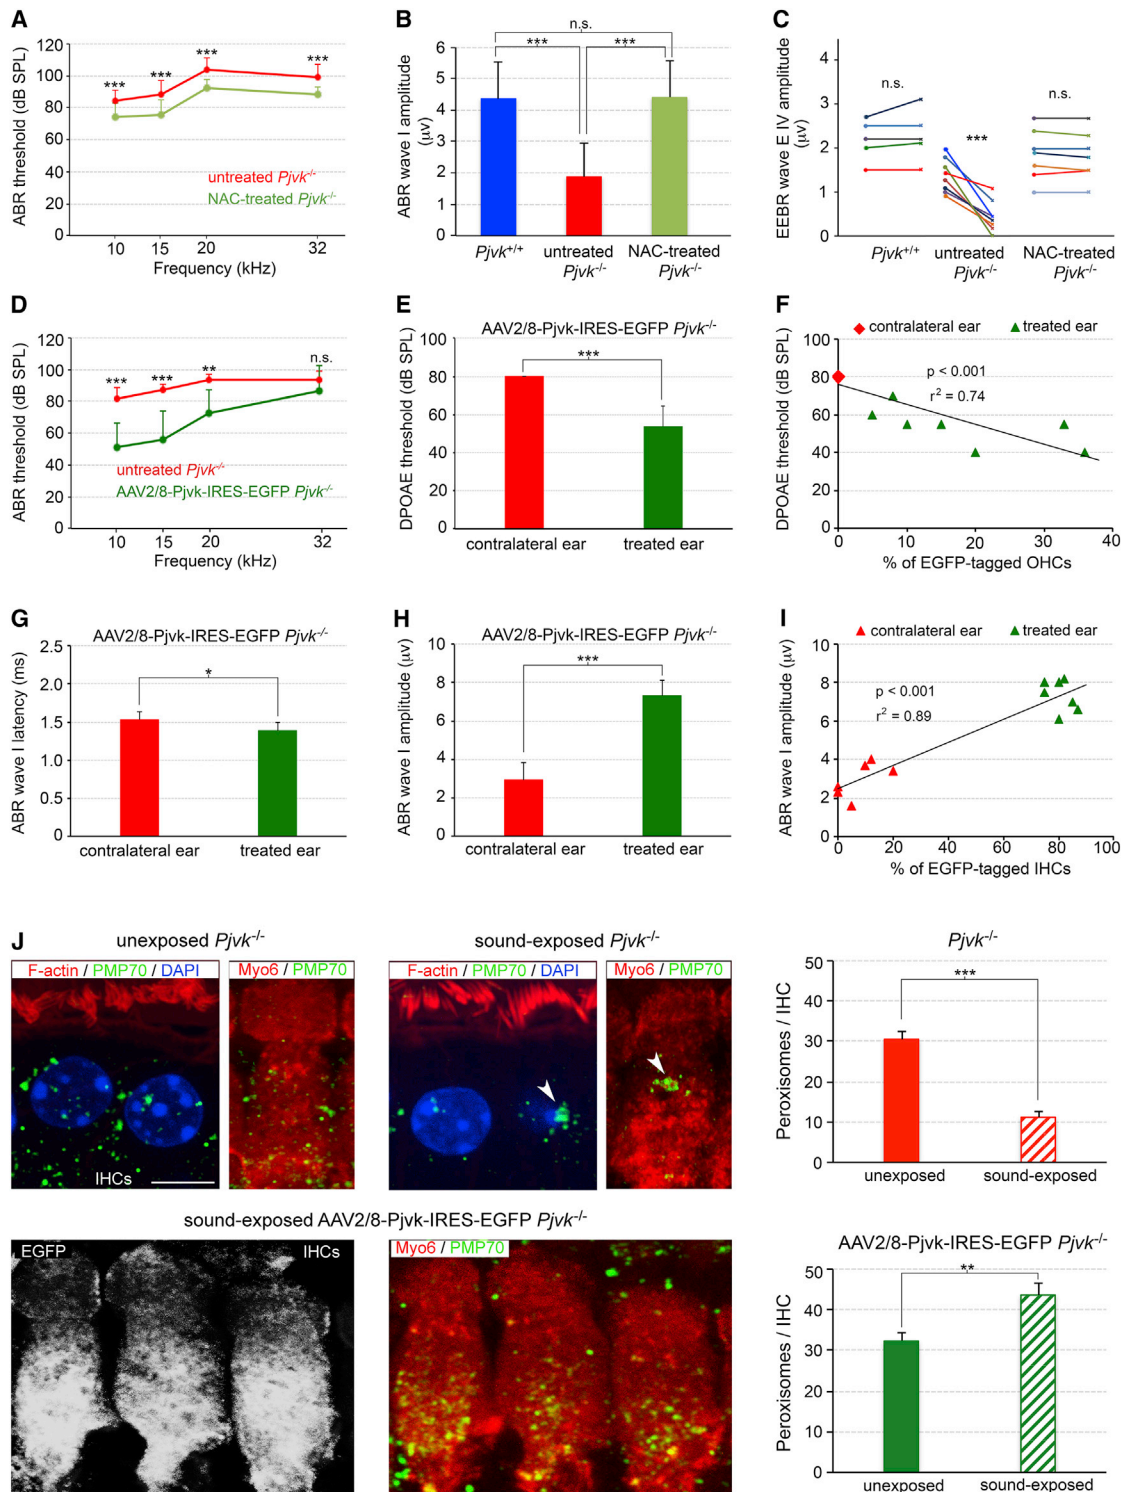 A
ABR threshold (dB SPL)
120
100
80
60
40
20
0
***
***
***
***
untreated Pjvk-/-
NAC-treated Pjvk-/-
10 15 20 32
Frequency (kHz)
B
ABR wave I amplitude (μv)
6
5
4
3
2
1
0
n.s.
*** ***
Pjvk+/+ untreated Pjvk-/- NAC-treated Pjvk-/-
C
EEBR wave E IV amplitude (μv)
4
3
2
1
0
n.s.
***
n.s.
Pjvk+/+ untreated Pjvk-/- NAC-treated Pjvk-/-
D
ABR threshold (dB SPL)
120
100
80
60
40
20
0
***
***
**
n.s.
untreated Pjvk-/-
AAV2/8-Pjvk-IRES-EGFP Pjvk-/-
10 15 20 32
Frequency (kHz)
E
AAV2/8-Pjvk-IRES-EGFP Pjvk-/-
DPOAE threshold (dB SPL)
100
80
60
40
20
0
***
contralateral ear treated ear
F
contralateral ear treated ear
DPOAE threshold (dB SPL)
100
80
60
40
20
0
p < 0.001
r2 = 0.74
0 10 20 30 40
% of EGFP-tagged OHCs
G
AAV2/8-Pjvk-IRES-EGFP Pjvk-/-
ABR wave I latency (ms)
2.5
2.0
1.5
1.0
0.5
0
*
contralateral ear treated ear
H
AAV2/8-Pjvk-IRES-EGFP Pjvk-/-
ABR wave I amplitude (μv)
10
8
6
4
2
0
***
contralateral ear treated ear
I
contralateral ear treated ear
ABR wave I amplitude (μv)
10
8
6
4
2
0
p < 0.001
r2 = 0.89
0 20 40 60 80 100
% of EGFP-tagged IHCs
J
unexposed Pjvk-/-
F-actin / PMP70 / DAPI
Myo6 / PMP70
IHCs
sound-exposed Pjvk-/-
F-actin / PMP70 / DAPI
Myo6 / PMP70
Pjvk-/-
Peroxisomes / IHC
50
40
30
20
10
0
***
unexposed sound-exposed
sound-exposed AAV2/8-Pjvk-IRES-EGFP Pjvk-/-
EGFP
IHCs
Myo6 / PMP70
AAV2/8-Pjvk-IRES-EGFP Pjvk-/-
Peroxisomes / IHC
50
40
30
20
10
0
**
unexposed sound-exposed